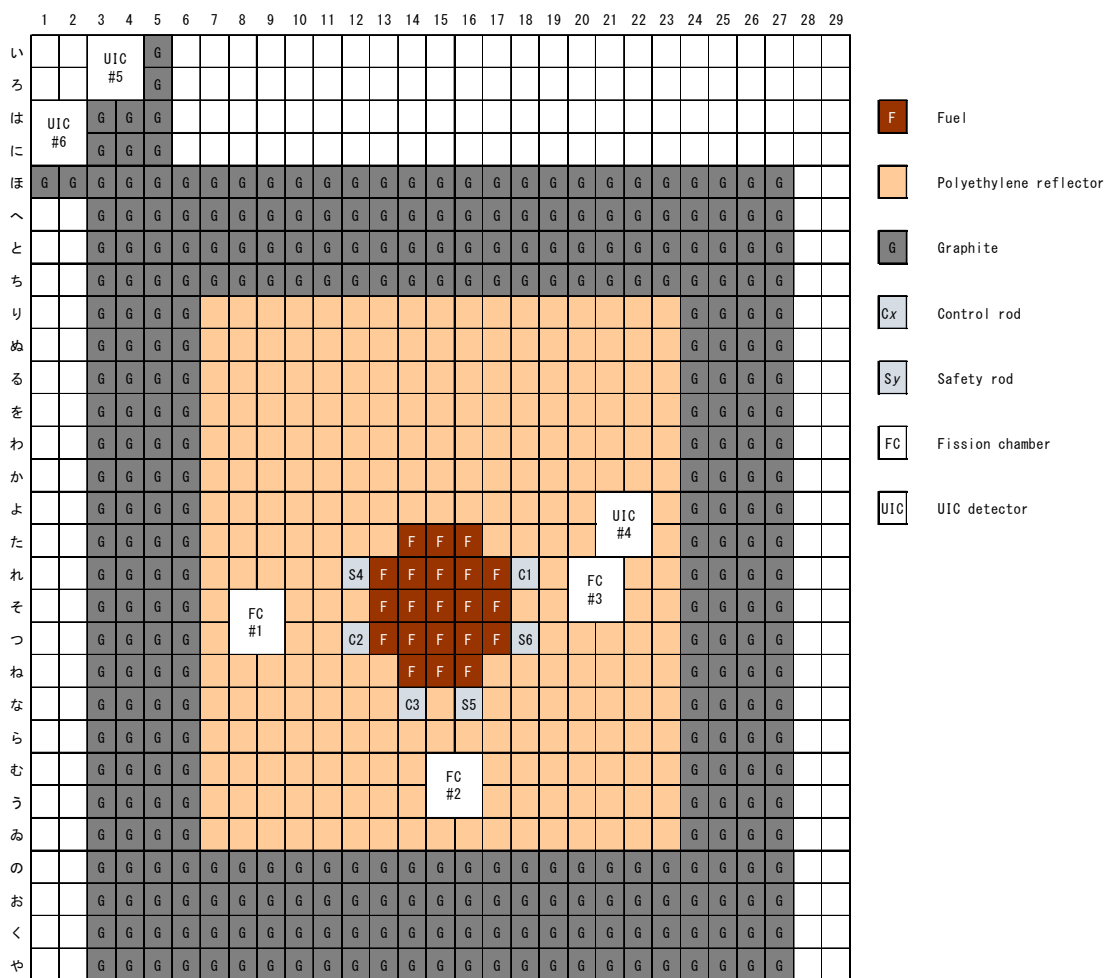 1 2 3 4 5 6 7 8 9 10 11 12 13 14 15 16 17 18 19 20 21 22 23 24 25 26 27 28 29
い UIC #5 G
ろ G
は UIC #6 G G G
に G G G
ほ G G G G G G G G G G G G G G G G G G G G G G G G G G G
へ G G G G G G G G G G G G G G G G G G G G G G G G G
と G G G G G G G G G G G G G G G G G G G G G G G G G
ち G G G G G G G G G G G G G G G G G G G G G G G G G
り G G G G G G G G
ぬ G G G G G G G G
る G G G G G G G G
を G G G G G G G G
わ G G G G G G G G
か G G G G G G G G
よ G G G G UIC #4 G G G G
た G G G G F F F G G G G
れ G G G G S4 F F F F F C1 FC #3 G G G G
そ G G G G FC #1 F F F F F G G G G
つ G G G G C2 F F F F F S6 G G G G
ね G G G G F F F G G G G
な G G G G C3 S5 G G G G
ら G G G G G G G G
む G G G G FC #2 G G G G
う G G G G G G G G
ゐ G G G G G G G G
の G G G G G G G G G G G G G G G G G G G G G G G G G
お G G G G G G G G G G G G G G G G G G G G G G G G G
く G G G G G G G G G G G G G G G G G G G G G G G G G
や G G G G G G G G G G G G G G G G G G G G G G G G G
F Fuel
Polyethylene reflector
G Graphite
Cx Control rod
Sy Safety rod
FC Fission chamber
UIC UIC detector